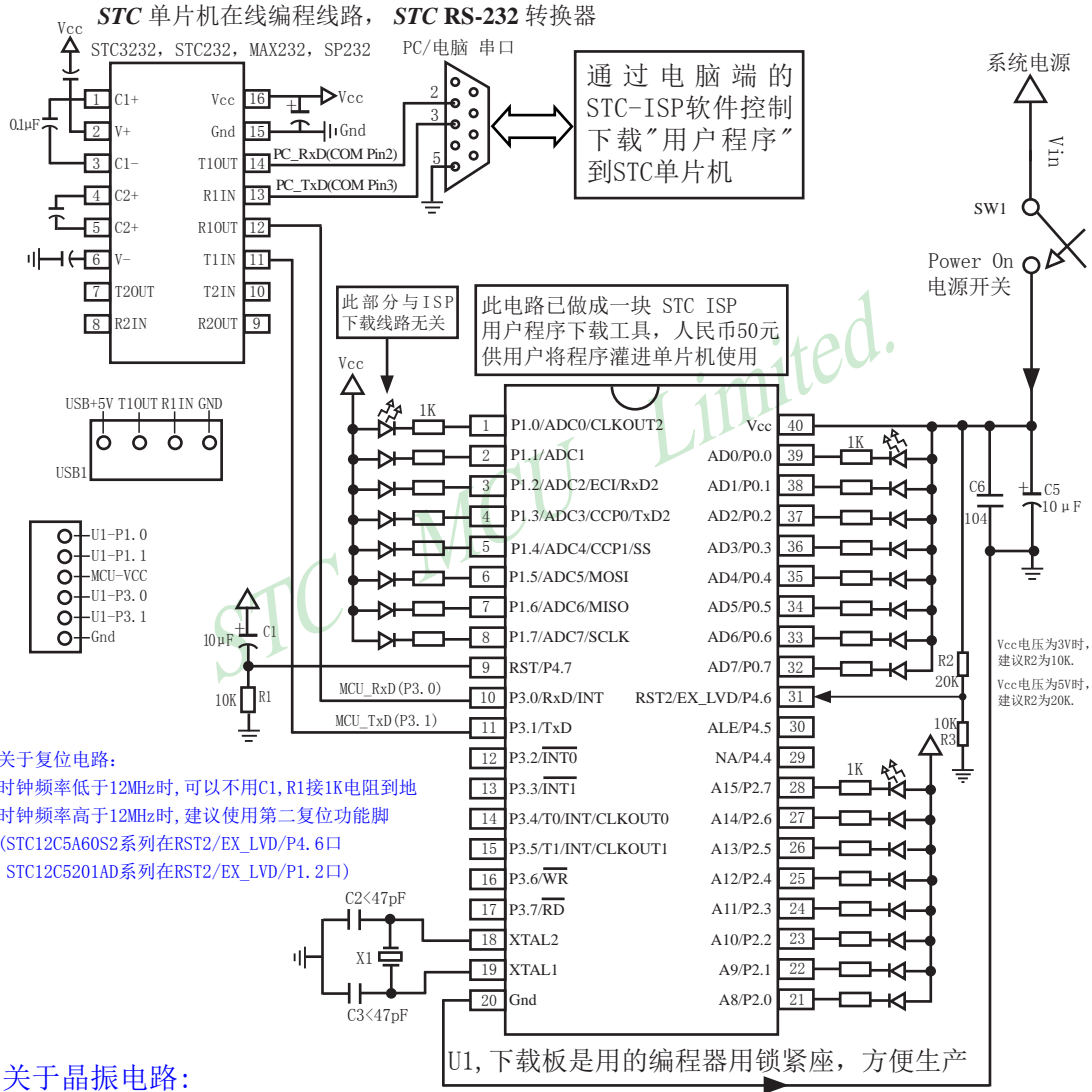 STC 单片机在线编程线路， STC RS-232 转换器
Vcc
STC3232, STC232, MAX232, SP232
PC/电脑 串口
0.1μF
1 C1+
2 V+
3 C1-
4 C2+
5 C2+
6 V-
7 T2OUT
8 R2IN
Vcc 16
Gnd 15
T1OUT 14
R1IN 13
R1OUT 12
T1IN 11
T2IN 10
R2OUT 9
+
Vcc
Gnd
PC_RxD(COM Pin2)
PC_TxD(COM Pin3)
2
3
5
通过电脑端的
STC-ISP软件控制
下载"用户程序"
到STC单片机
系统电源
Vin
SW1
Power On
电源开关
此部分与ISP
下载线路无关
此电路已做成一块 STC ISP
用户程序下载工具，人民币50元
供用户将程序灌进单片机使用
USB+5V T1OUT R1IN GND
USB1
U1-P1.0
U1-P1.1
MCU-VCC
U1-P3.0
U1-P3.1
Gnd
Vcc
1K
1 P1.0/ADC0/CLKOUT2
2 P1.1/ADC1
3 P1.2/ADC2/ECI/RxD2
4 P1.3/ADC3/CCP0/TxD2
5 P1.4/ADC4/CCP1/SS
6 P1.5/ADC5/MOSI
7 P1.6/ADC6/MISO
8 P1.7/ADC7/SCLK
9 RST/P4.7
10 P3.0/RxD/INT
11 P3.1/TxD
12 P3.2/INT0
13 P3.3/INT1
14 P3.4/T0/INT/CLKOUT0
15 P3.5/T1/INT/CLKOUT1
16 P3.6/WR
17 P3.7/RD
18 XTAL2
19 XTAL1
20 Gnd
Vcc 40
AD0/P0.0 39
AD1/P0.1 38
AD2/P0.2 37
AD3/P0.3 36
AD4/P0.4 35
AD5/P0.5 34
AD6/P0.6 33
AD7/P0.7 32
RST2/EX_LVD/P4.6 31
ALE/P4.5 30
NA/P4.4 29
A15/P2.7 28
A14/P2.6 27
A13/P2.5 26
A12/P2.4 25
A11/P2.3 24
A10/P2.2 23
A9/P2.1 22
A8/P2.0 21
1K
1K
C6
104
+
C5
10μF
R2
20K
10K
R3
Vcc电压为3V时，
建议R2为10K.
Vcc电压为5V时，
建议R2为20K.
10μF
+
C1
10K
R1
MCU_RxD(P3.0)
MCU_TxD(P3.1)
关于复位电路：
时钟频率低于12MHz时,可以不用C1,R1接1K电阻到地
时钟频率高于12MHz时,建议使用第二复位功能脚
(STC12C5A60S2系列在RST2/EX_LVD/P4.6口
STC12C5201AD系列在RST2/EX_LVD/P1.2口)
C2<47pF
X1
C3<47pF
U1,下载板是用的编程器用锁紧座，方便生产
关于晶振电路：
STC MCU Limited.